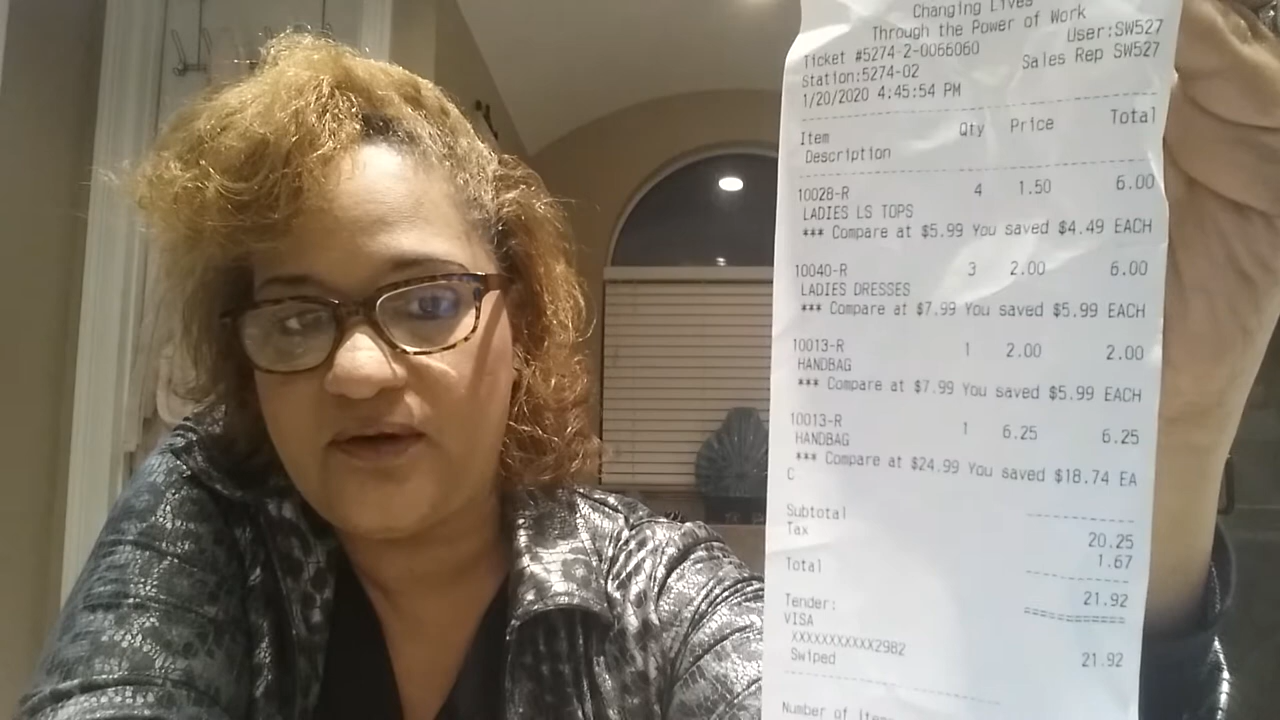 Changing Lives
Through the Power of Work
User:SW527
Ticket #5274-2-0066060
Sales Rep SW527
Station:5274-02
1/20/2020 4:45:54 PM
Item Qty Price Total
Description
10028-R 4 1.50 6.00
LADIES LS TOPS
*** Compare at $5.99 You saved $4.49 EACH
10040-R 3 2.00 6.00
LADIES DRESSES
*** Compare at $7.99 You saved $5.99 EACH
10013-R 1 2.00 2.00
HANDBAG
*** Compare at $7.99 You saved $5.99 EACH
10013-R 1 6.25 6.25
HANDBAG
*** Compare at $24.99 You saved $18.74 EA
C
Subtotal 20.25
Tax 1.67
Total 21.92
Tender:
VISA 21.92
XXXXXXXXXXX2982
Swiped
Number of Items